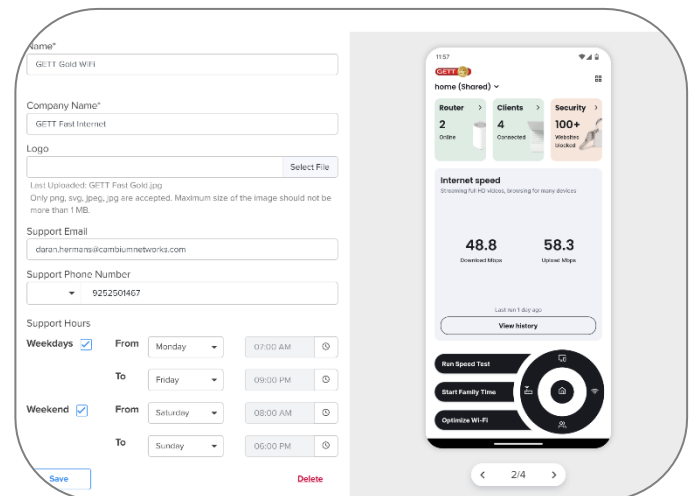 Name*
GETT Gold WiFi
Company Name*
GETT Fast Internet
Logo
Select File
Last Uploaded: GETT Fast Gold.jpg
Only png, svg, jpeg, jpg are accepted. Maximum size of the image should not be
more than 1 MB.
Support Email
daran.hermans@cambiumnetworks.com
Support Phone Number
9252501467
Support Hours
Weekdays From Monday 07:00 AM
To Friday 09:00 PM
Weekend From Saturday 08:00 AM
To Sunday 06:00 PM
Save Delete
11:57
GETT
home (Shared)
Router > Clients > Security >
2 4 100+
Online Connected Websites
blocked
Internet speed
Streaming full HD videos, browsing for many devices
48.8 58.3
Download Mbps Upload Mbps
Last run 1 day ago
View history
Run Speed Test
Start Family Time
Optimize Wi-Fi
< 2/4 >